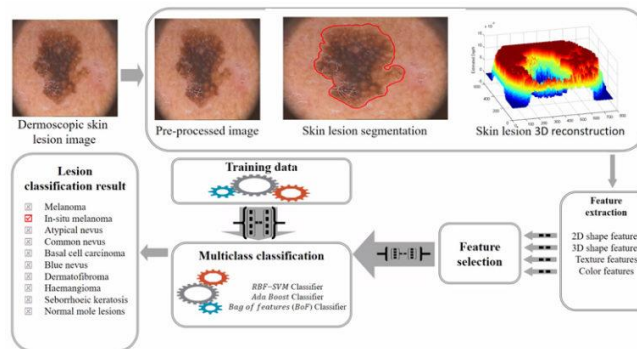 Dermoscopic skin
lesion image
Pre-processed image
Skin lesion segmentation
Skin lesion 3D reconstruction
Lesion
classification result
Melanoma
In-situ melanoma
Atypical nevus
Common nevus
Basal cell carcinoma
Blue nevus
Dermatofibroma
Haemangioma
Seborrhoeic keratosis
Normal mole lesions
Training data
Multiclass classification
RBF-SVM Classifier
Ada Boost Classifier
Bag of features (BoF) Classifier
Feature
selection
Feature
extraction
2D shape features
3D shape features
Texture features
Color features